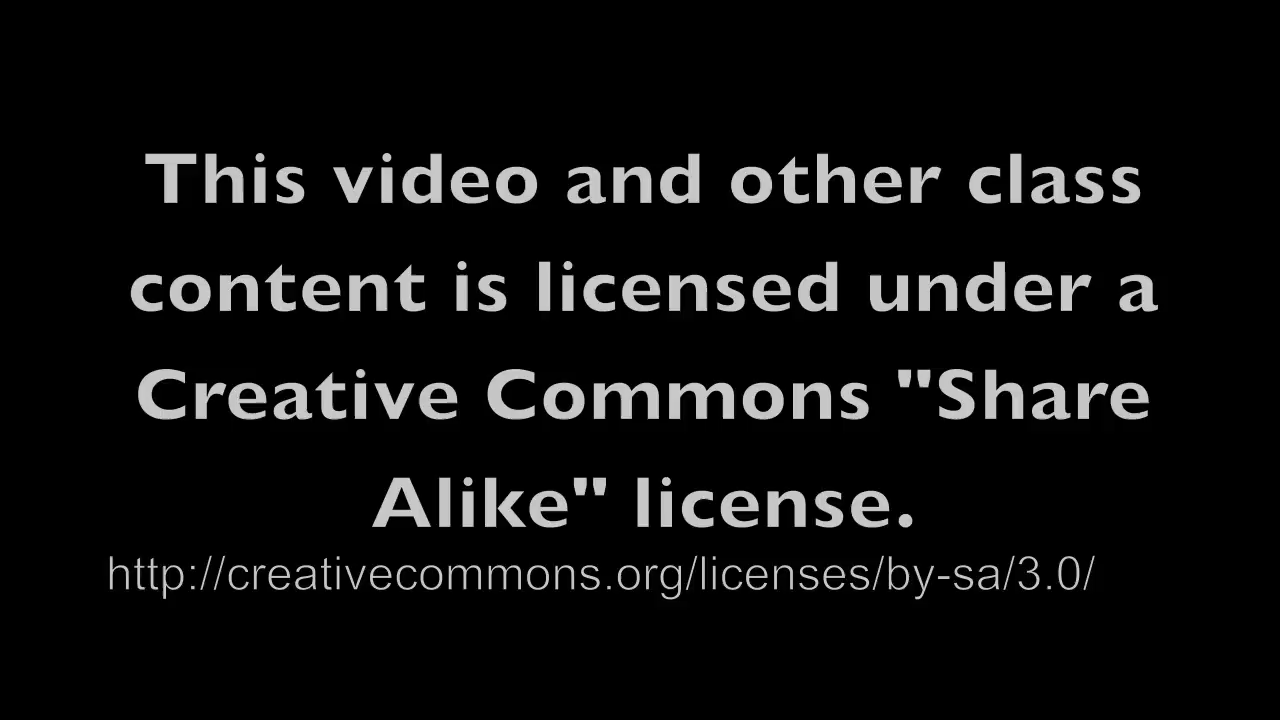 This video and other class
content is licensed under a
Creative Commons "Share
Alike" license.
http://creativecommons.org/licenses/by-sa/3.0/